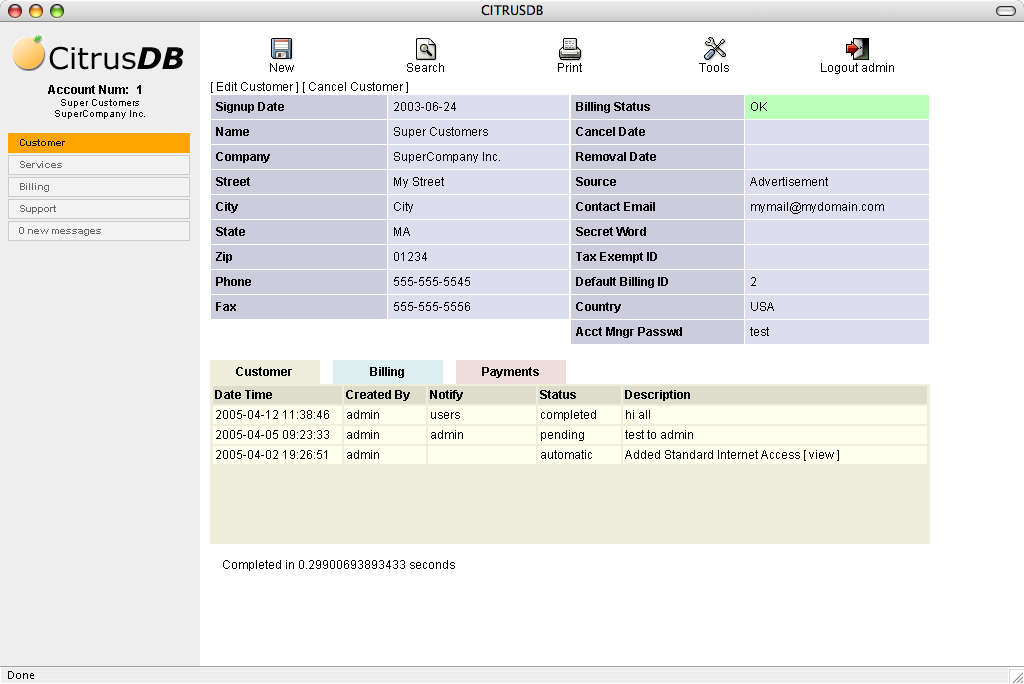 CITRUSDB
CitrusDB
Account Num: 1
Super Customers
SuperCompany Inc.
Customer
Services
Billing
Support
0 new messages
New Search Print Tools Logout admin
[ Edit Customer ] [ Cancel Customer ]
Signup Date 2003-06-24 Billing Status OK
Name Super Customers Cancel Date
Company SuperCompany Inc. Removal Date
Street My Street Source Advertisement
City City Contact Email mymail@mydomain.com
State MA Secret Word
Zip 01234 Tax Exempt ID
Phone 555-555-5545 Default Billing ID 2
Fax 555-555-5556 Country USA
Acct Mngr Passwd test
Customer Billing Payments
Date Time Created By Notify Status Description
2005-04-12 11:38:46 admin users completed hi all
2005-04-05 09:23:33 admin admin pending test to admin
2005-04-02 19:26:51 admin automatic Added Standard Internet Access [ view ]
Completed in 0.29900693893433 seconds
Done